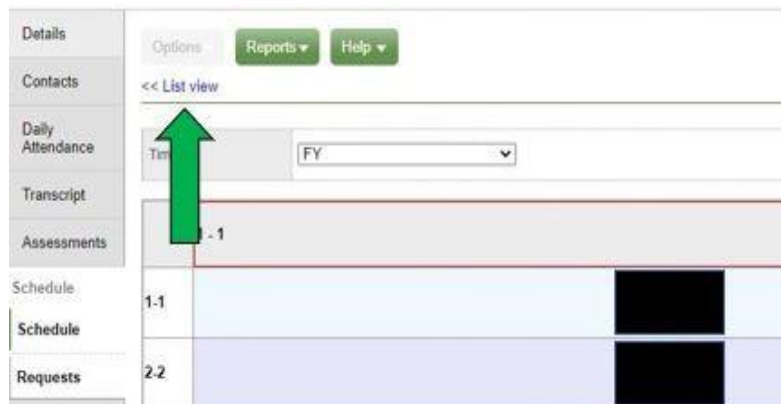 Details
Options Reports Help
Contacts
<< List view
Daily
Attendance
FY
Transcript
Assessments
- 1
Schedule
1-1
Schedule
Requests
2-2